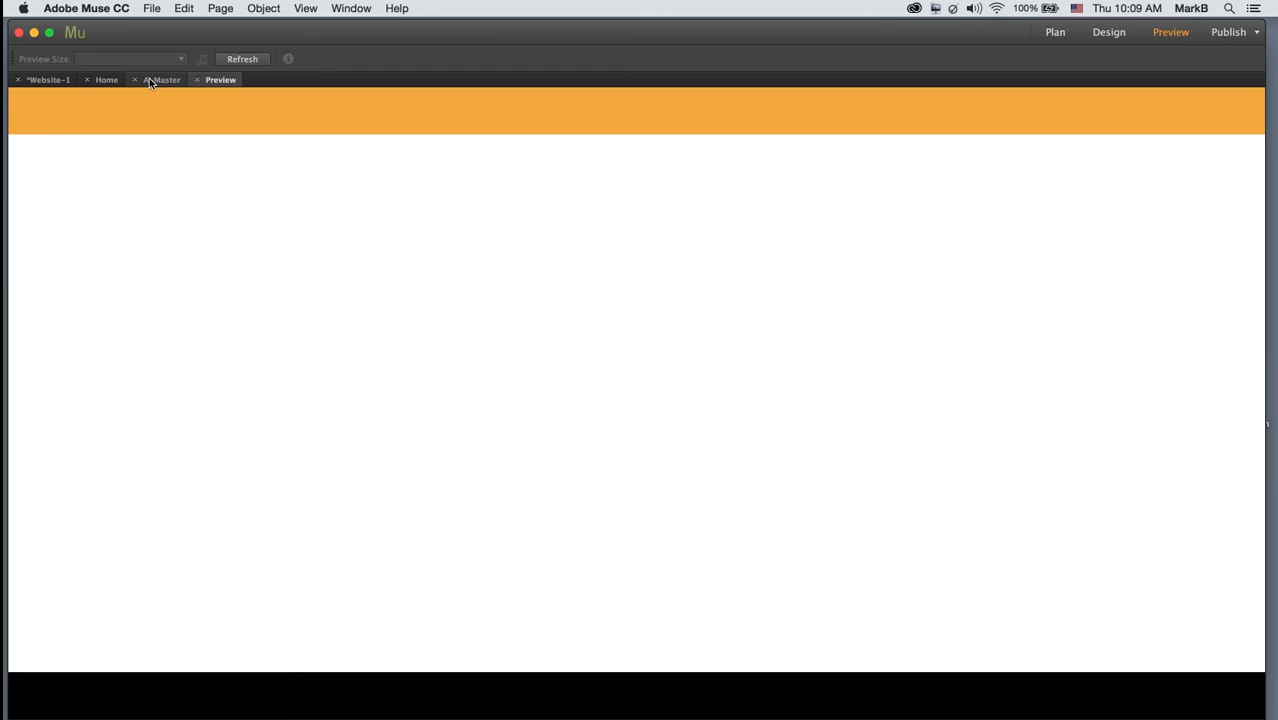 Adobe Muse CC File Edit Page Object View Window Help 100% Thu 10:09 AM MarkB
Mu Plan Design Preview Publish
Preview Size: Refresh
*Website-1 Home Master Preview